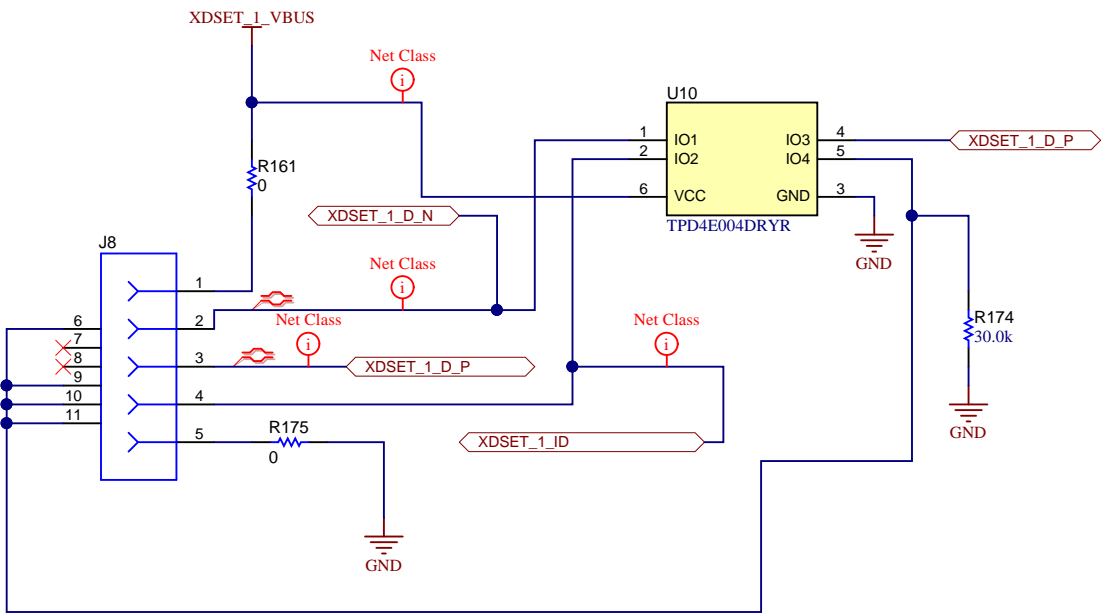 XDSET_1_VBUS
Net Class
i
U10
1
IO1
IO3
4
XDSET_1_D_P
2
IO2
IO4
5
R161
0
6
VCC
GND
3
XDSET_1_D_N
TPD4E004DRYR
J8
Net Class
i
GND
1
6
2
Net Class
i
Net Class
i
R174
30.0k
7
8
3
XDSET_1_D_P
9
10
4
11
5
R175
0
XDSET_1_ID
GND
GND